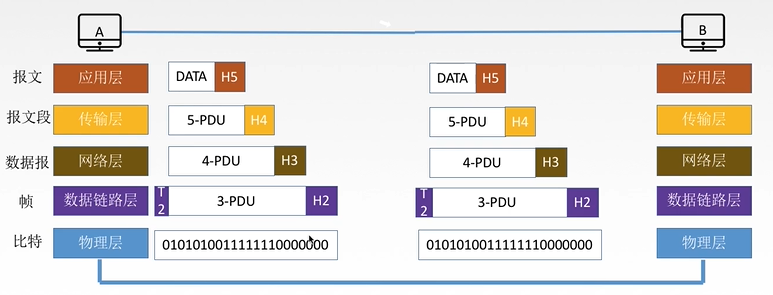 A B
报文 应用层 DATA H5 DATA H5 应用层
报文段 传输层 5-PDU H4 5-PDU H4 传输层
数据报 网络层 4-PDU H3 4-PDU H3 网络层
帧 数据链路层 T2 3-PDU H2 T2 3-PDU H2 数据链路层
比特 物理层 0101010011111110000000 0101010011111110000000 物理层